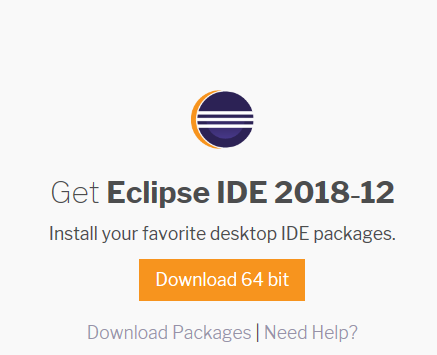 Get Eclipse IDE 2018-12
Install your favorite desktop IDE packages.
Download 64 bit
Download Packages | Need Help?